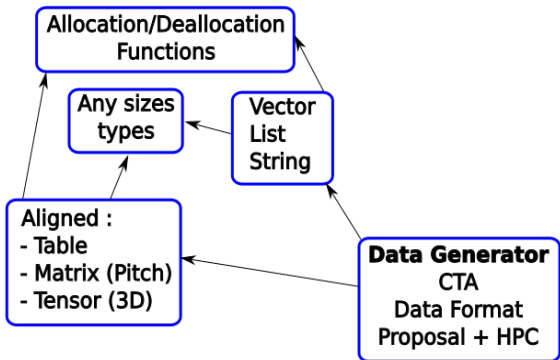 Allocation/Deallocation
Functions
Any sizes
types
Vector
List
String
Aligned :
- Table
- Matrix (Pitch)
- Tensor (3D)
Data Generator
CTA
Data Format
Proposal + HPC